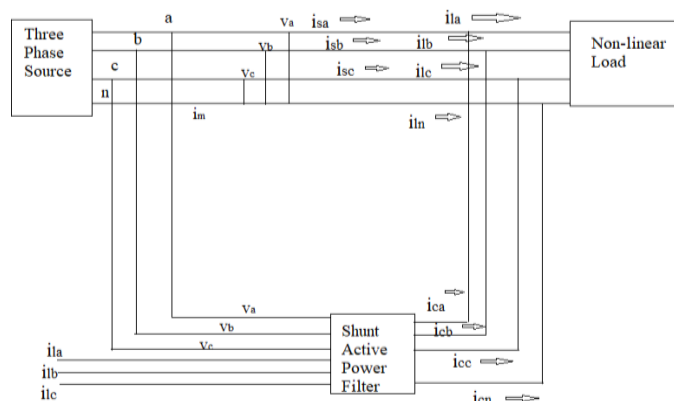 a
va
isa
ila
Three
Phase
Source
b
vb
isb
ilb
Non-linear
Load
c
vc
isc
ilc
n
im
iln
va
ica
vb
Shunt
Active
Power
Filter
icb
vc
ila
icc
ilb
ilc
icn